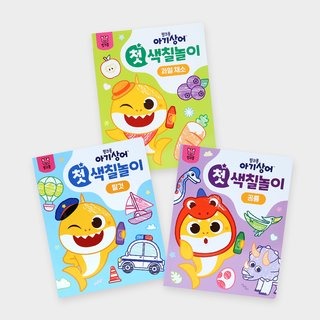 핑크퐁
아기상어
첫 색칠놀이
과일 채소
핑크퐁
아기상어
첫 색칠놀이
탈것
핑크퐁
아기상어
첫 색칠놀이
공룡